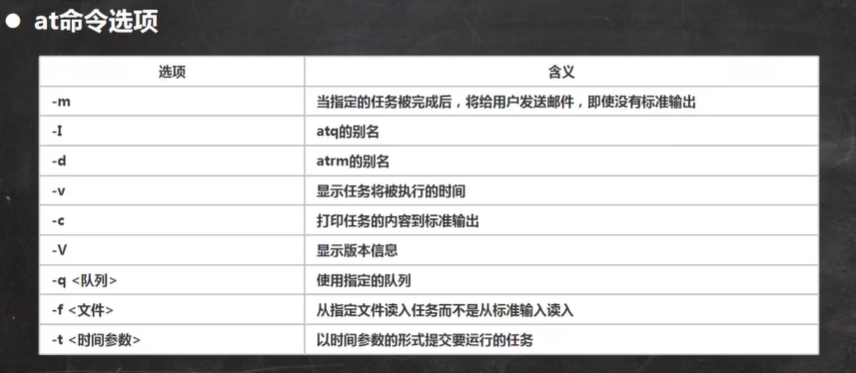 ● at命令选项
选项 含义
-m 当指定的任务被完成后，将给用户发送邮件，即使没有标准输出
-I atq的别名
-d atrm的别名
-v 显示任务将被执行的时间
-c 打印任务的内容到标准输出
-V 显示版本信息
-q <队列> 使用指定的队列
-f <文件> 从指定文件读入任务而不是从标准输入读入
-t <时间参数> 以时间参数的形式提交要运行的任务